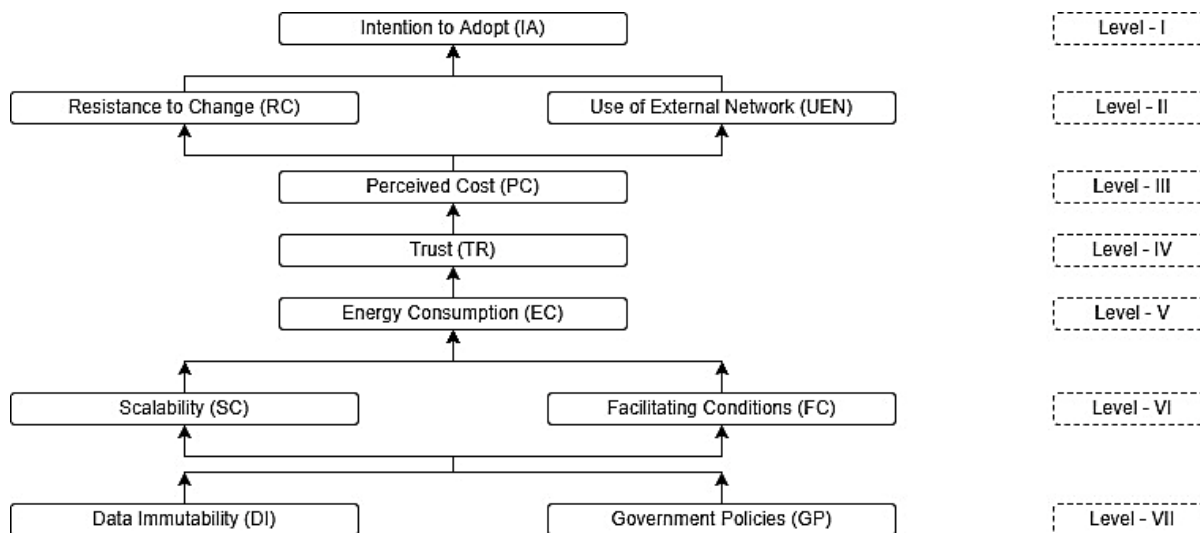 Intention to Adopt (IA)
Level - I
Resistance to Change (RC)
Use of External Network (UEN)
Level - II
Perceived Cost (PC)
Level - III
Trust (TR)
Level - IV
Energy Consumption (EC)
Level - V
Scalability (SC)
Facilitating Conditions (FC)
Level - VI
Data Immutability (DI)
Government Policies (GP)
Level - VII